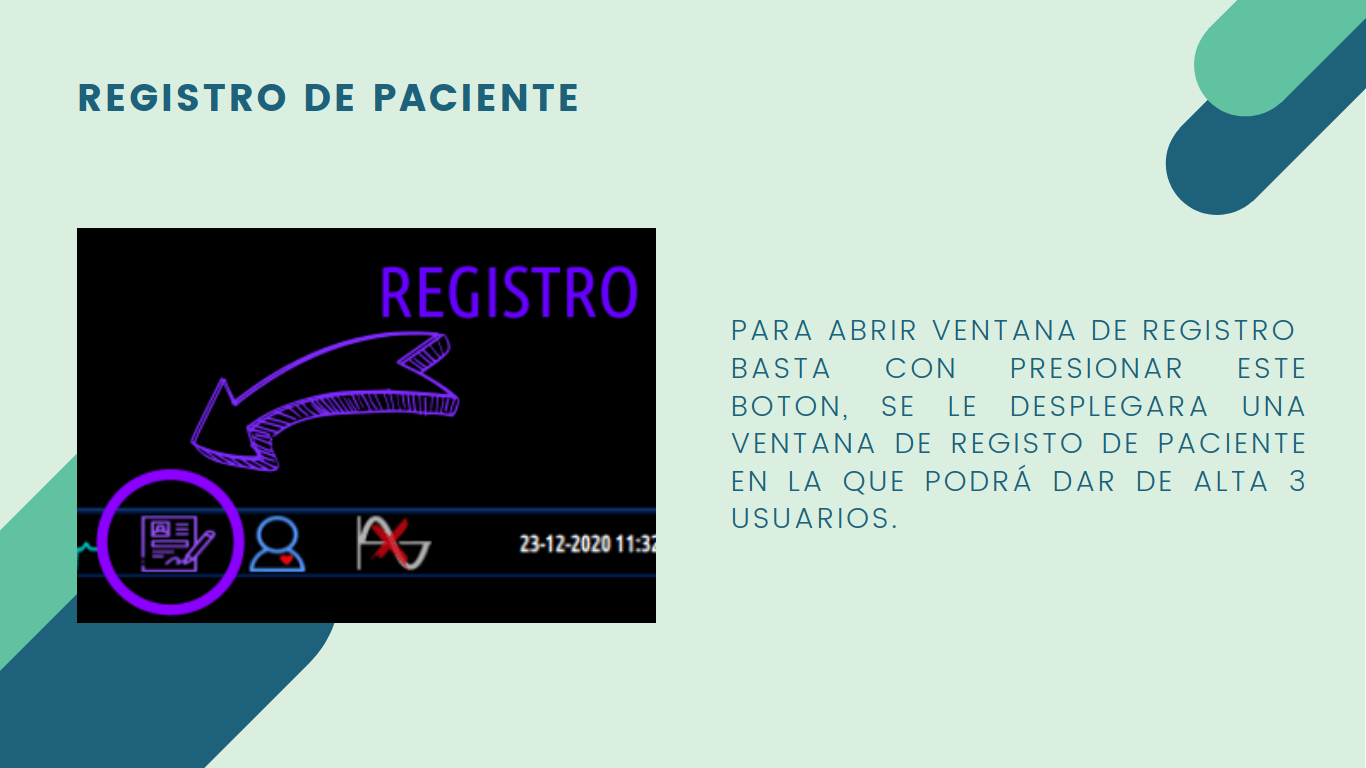 REGISTRO DE PACIENTE
REGISTRO
23-12-2020 11:32
PARA ABRIR VENTANA DE REGISTRO
BASTA CON PRESIONAR ESTE
BOTON, SE LE DESPLEGARA UNA
VENTANA DE REGISTO DE PACIENTE
EN LA QUE PODRÁ DAR DE ALTA 3
USUARIOS.